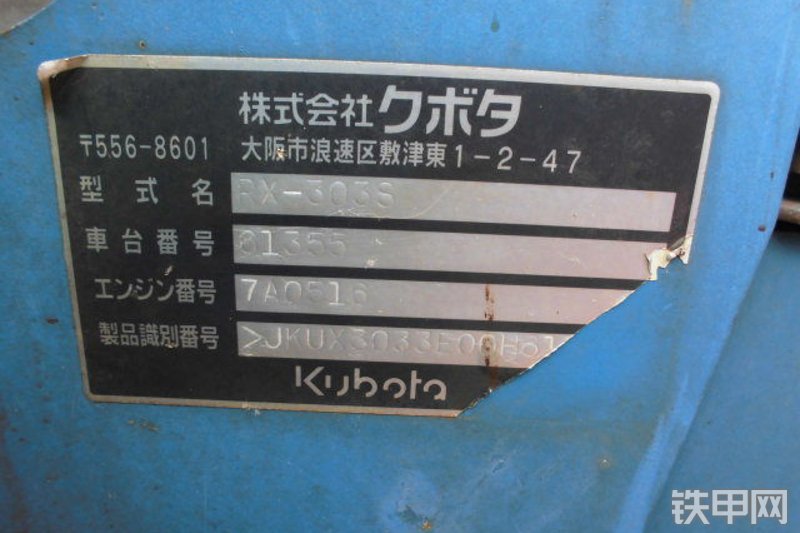 株式会社クボタ
〒556-8601 大阪市浪速区敷津東1-2-47
型式名 RX-303S
車台番号 81355
エンジン番号 7A0516
製品識別番号 >JKUX3033E00H81
Kubota
铁甲网